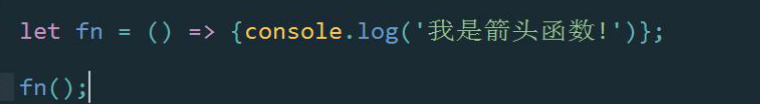 let fn = () => {console.log('我是箭头函数!')};
fn();